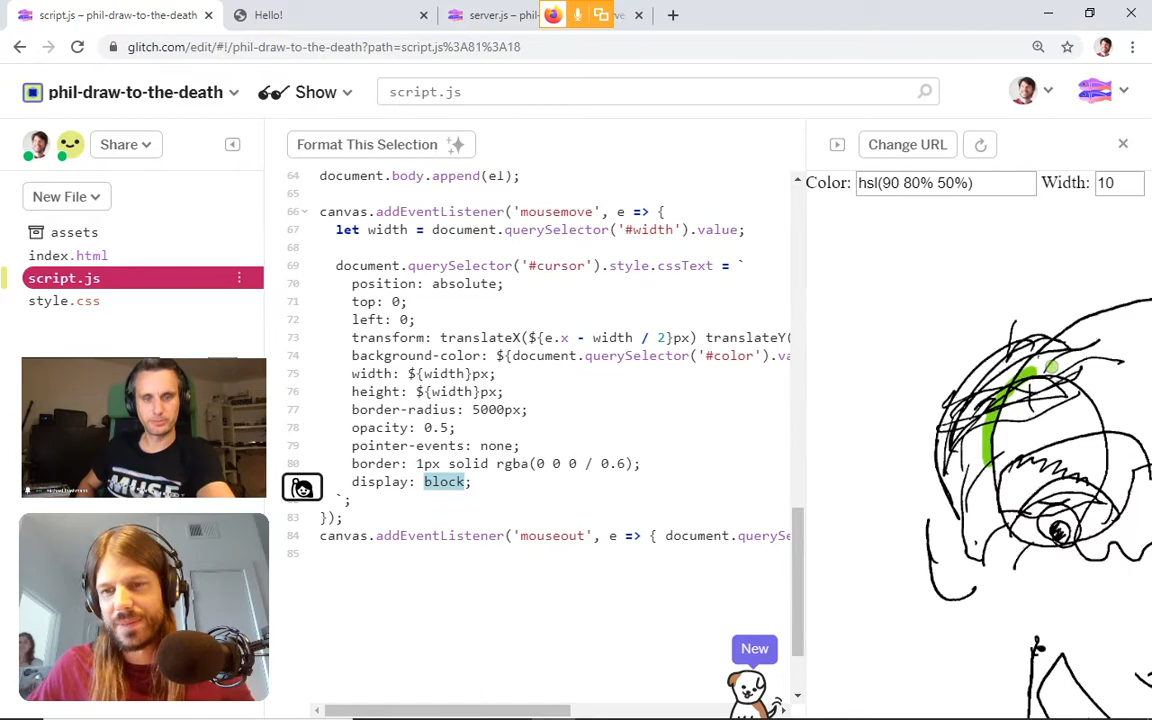 script.js – phil-draw-to-the-death
Hello!
server.js – phil-
glitch.com/edit/#!/phil-draw-to-the-death?path=script.js%3A81%3A18
phil-draw-to-the-death
Show
script.js
Share
Format This Selection
Change URL
New File
Color: hsl(90 80% 50%) Width: 10
assets
index.html
script.js
style.css
64 document.body.append(el);
65
66 canvas.addEventListener('mousemove', e => {
67 let width = document.querySelector('#width').value;
68
69 document.querySelector('#cursor').style.cssText = `
70 position: absolute;
71 top: 0;
72 left: 0;
73 transform: translateX(${e.x - width / 2}px) translateY(
74 background-color: ${document.querySelector('#color').va
75 width: ${width}px;
76 height: ${width}px;
77 border-radius: 5000px;
78 opacity: 0.5;
79 pointer-events: none;
80 border: 1px solid rgba(0 0 0 / 0.6);
display: block;
`;
83 });
84 canvas.addEventListener('mouseout', e => { document.querySe
85
MUSE
New